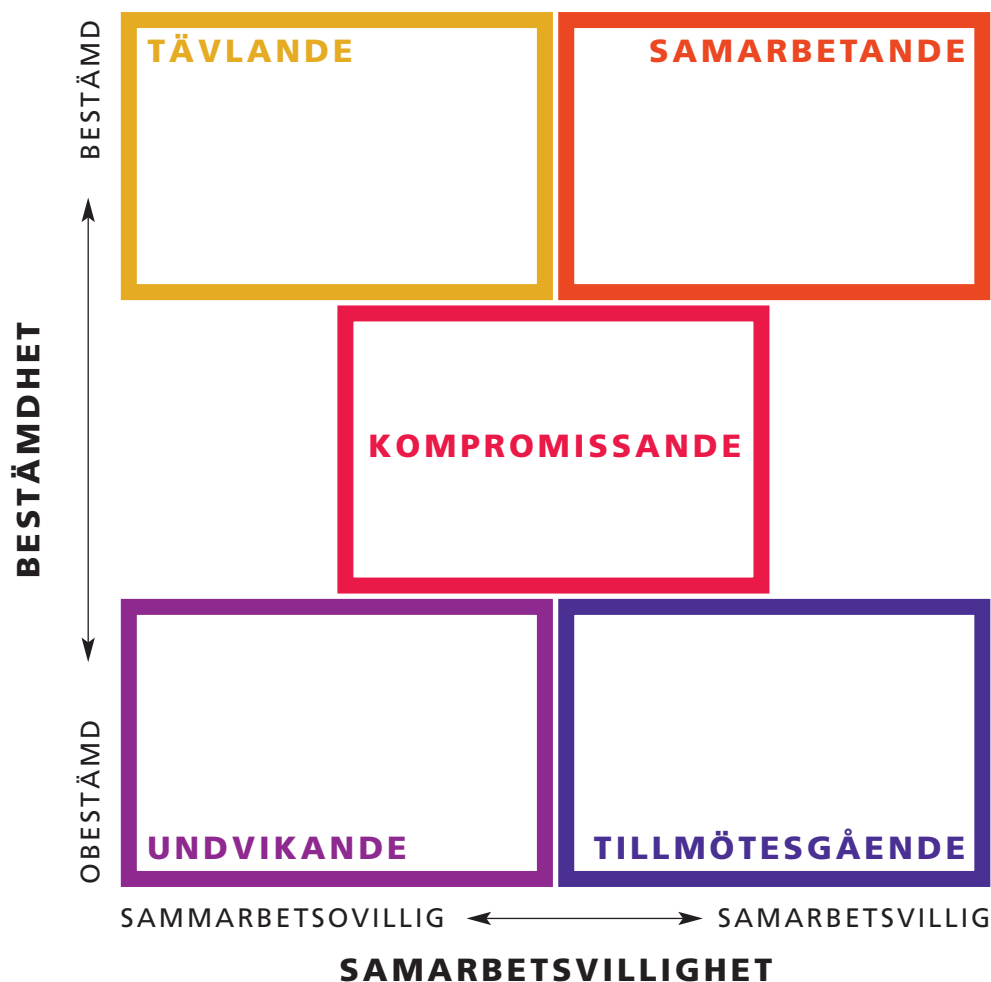 BESTÄMD
TÄVLANDE
SAMARBETANDE
BESTÄMDHET
KOMPROMISSANDE
OBESTÄMD
UNDVIKANDE
TILLMÖTESGÅENDE
SAMMARBETSOVILLIG
SAMARBETSVILLIG
SAMARBETSVILLIGHET